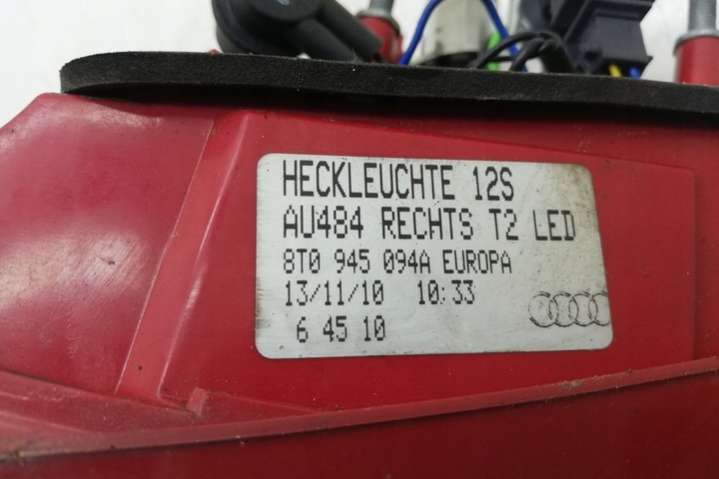 HECKLEUCHTE 12S
AU484 RECHTS T2 LED
8T0 945 094A EUROPA
13/11/10 10:33
6 45 10